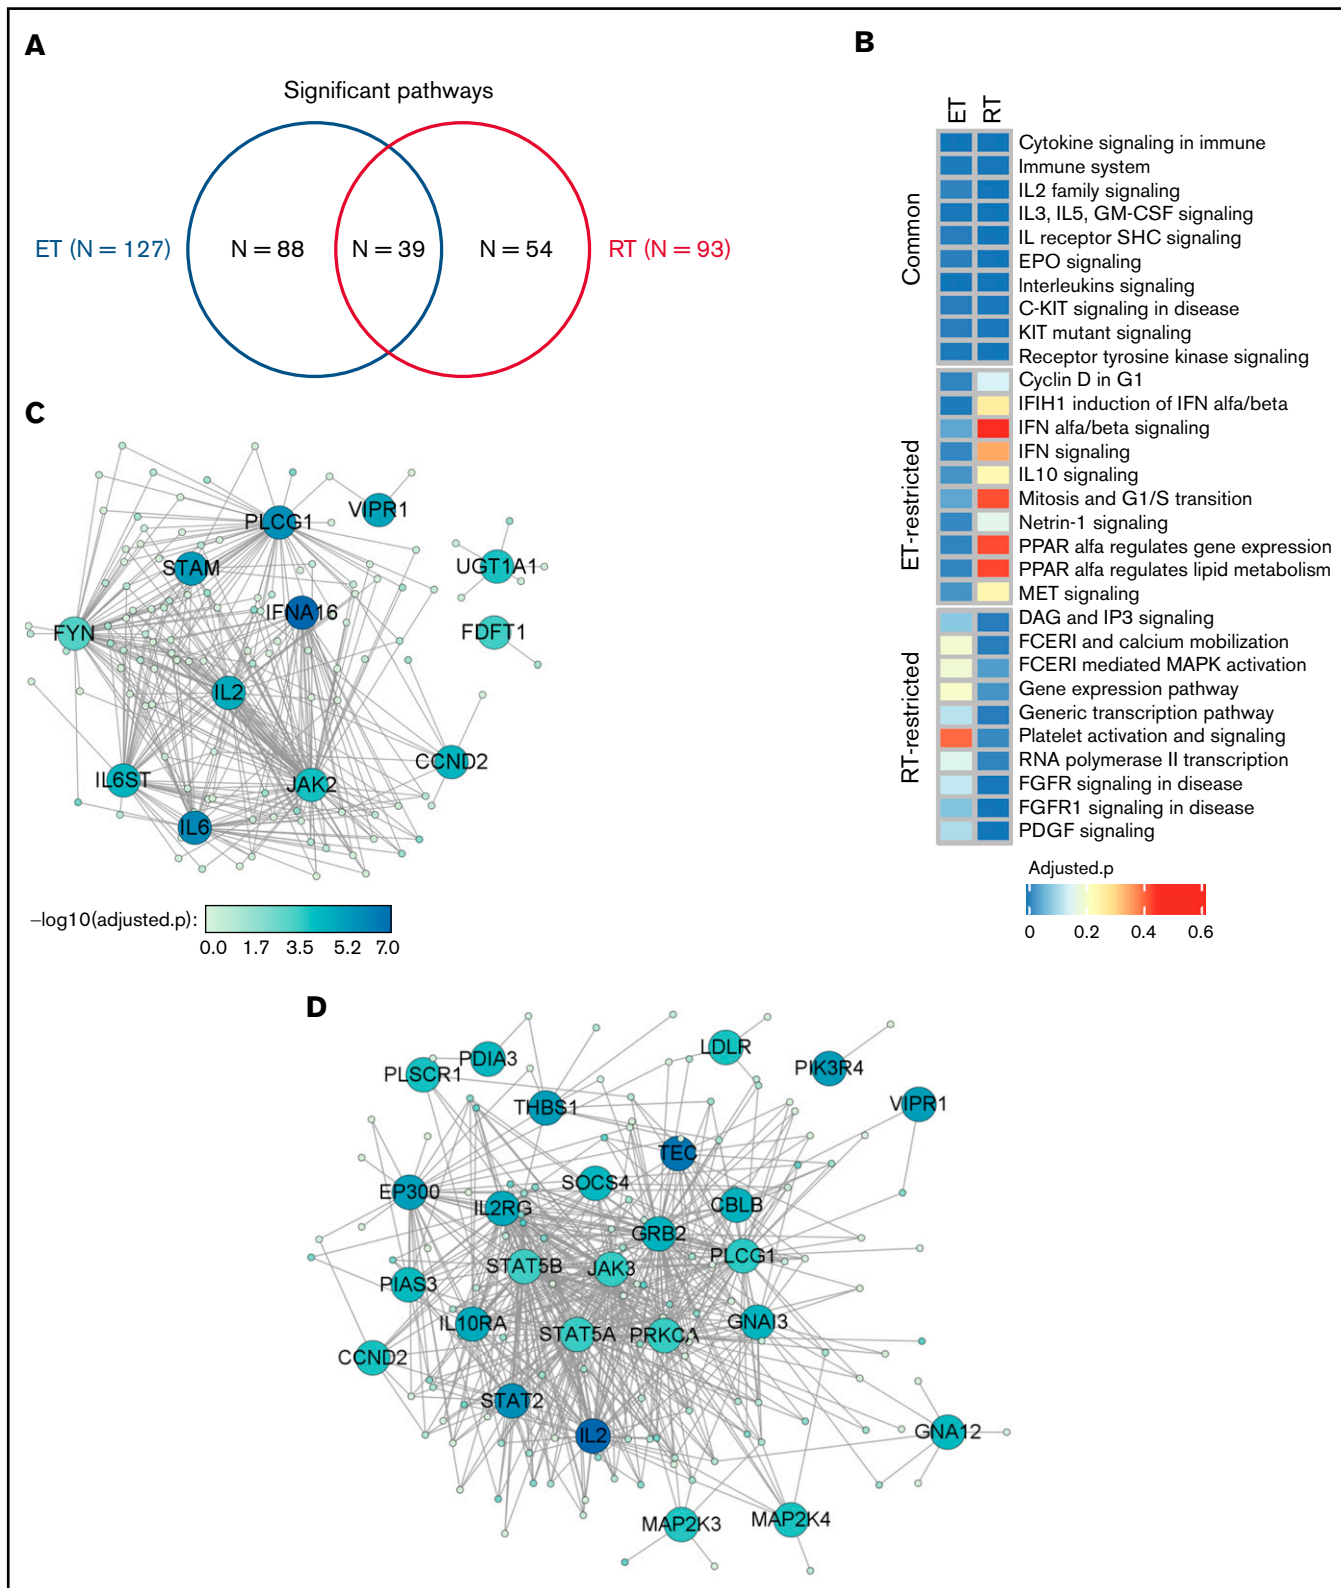 A
Significant pathways
ET (N = 127)
N = 88
N = 39
N = 54
RT (N = 93)
B
ET
RT
Common
Cytokine signaling in immune
Immune system
IL2 family signaling
IL3, IL5, GM-CSF signaling
IL receptor SHC signaling
EPO signaling
Interleukins signaling
C-KIT signaling in disease
KIT mutant signaling
Receptor tyrosine kinase signaling
ET-restricted
Cyclin D in G1
IFIH1 induction of IFN alfa/beta
IFN alfa/beta signaling
IFN signaling
IL10 signaling
Mitosis and G1/S transition
Netrin-1 signaling
PPAR alfa regulates gene expression
PPAR alfa regulates lipid metabolism
MET signaling
RT-restricted
DAG and IP3 signaling
FCERI and calcium mobilization
FCERI mediated MAPK activation
Gene expression pathway
Generic transcription pathway
Platelet activation and signaling
RNA polymerase II transcription
FGFR signaling in disease
FGFR1 signaling in disease
PDGF signaling
Adjusted.p
0 0.2 0.4 0.6
C
VIPR1
PLCG1
STAM
UGT1A1
IFNA16
FYN
FDFT1
IL2
CCND2
IL6ST
JAK2
IL6
–log10(adjusted.p):
0.0 1.7 3.5 5.2 7.0
D
LDLR
PDIA3
PLSCR1
PIK3R4
THBS1
VIPR1
TEC
SOCS4
EP300
CBLB
IL2RG
GRB2
PLCG1
STAT5B
JAK3
PIAS3
GNAI3
IL10RA
STAT5A
PRKCA
CCND2
STAT2
IL2
GNA12
MAP2K3
MAP2K4